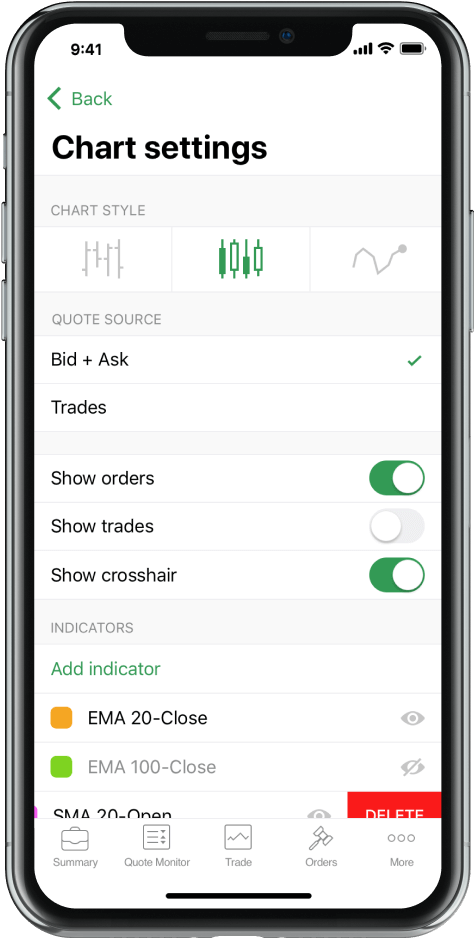 9:41
Back
Chart settings
CHART STYLE
QUOTE SOURCE
Bid + Ask
Trades
Show orders
Show trades
Show crosshair
INDICATORS
Add indicator
EMA 20-Close
EMA 100-Close
SMA 20-Open DELETE
Summary Quote Monitor Trade Orders More